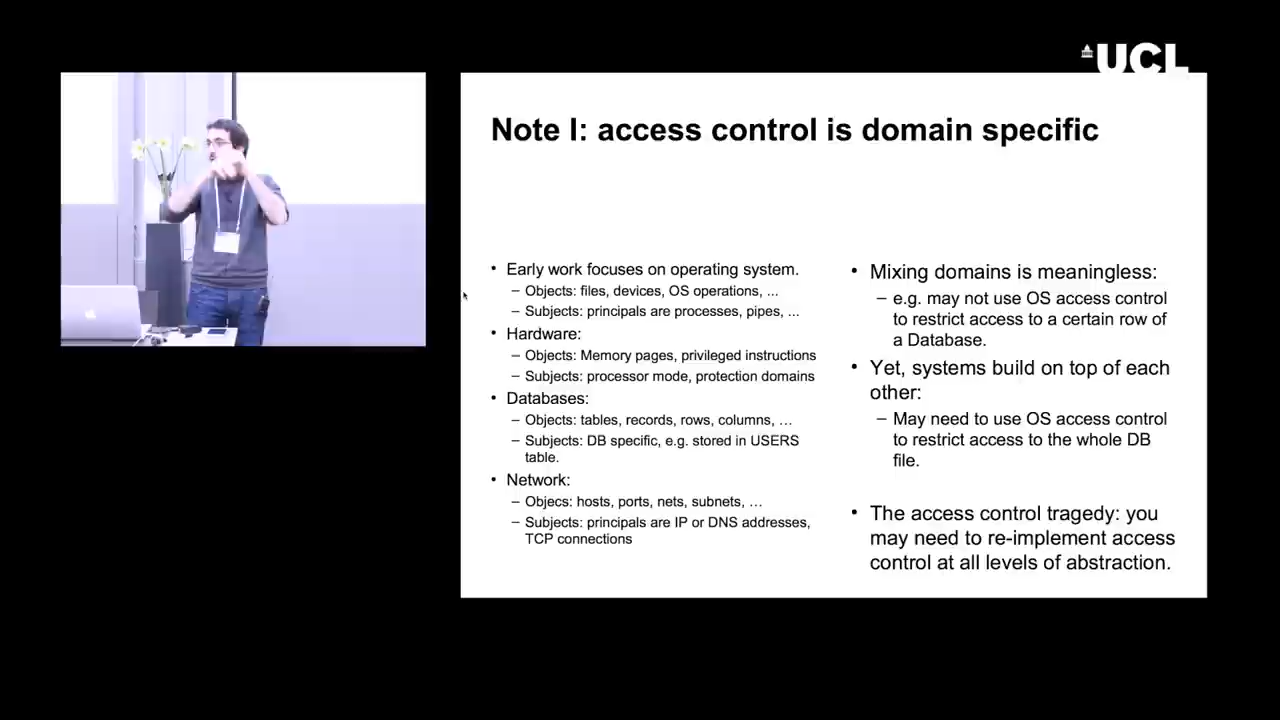 UCL
Note I: access control is domain specific
• Early work focuses on operating system.
– Objects: files, devices, OS operations, ...
– Subjects: principals are processes, pipes, ...
• Hardware:
– Objects: Memory pages, privileged instructions
– Subjects: processor mode, protection domains
• Databases:
– Objects: tables, records, rows, columns, …
– Subjects: DB specific, e.g. stored in USERS
table.
• Network:
– Objecs: hosts, ports, nets, subnets, …
– Subjects: principals are IP or DNS addresses,
TCP connections
• Mixing domains is meaningless:
– e.g. may not use OS access control
to restrict access to a certain row of
a Database.
• Yet, systems build on top of each
other:
– May need to use OS access control
to restrict access to the whole DB
file.
• The access control tragedy: you
may need to re-implement access
control at all levels of abstraction.